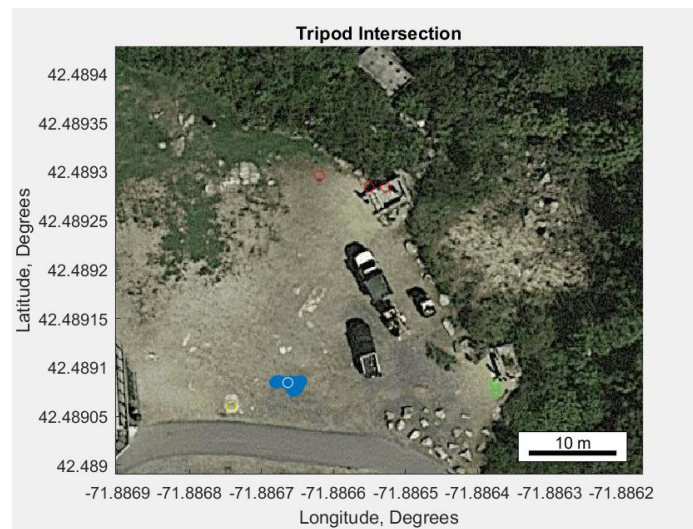 Tripod Intersection
42.4894
42.48935
42.4893
42.48925
42.4892
42.48915
42.4891
42.48905
42.489
Latitude, Degrees
10 m
-71.8869 -71.8868 -71.8867 -71.8866 -71.8865 -71.8864 -71.8863 -71.8862
Longitude, Degrees